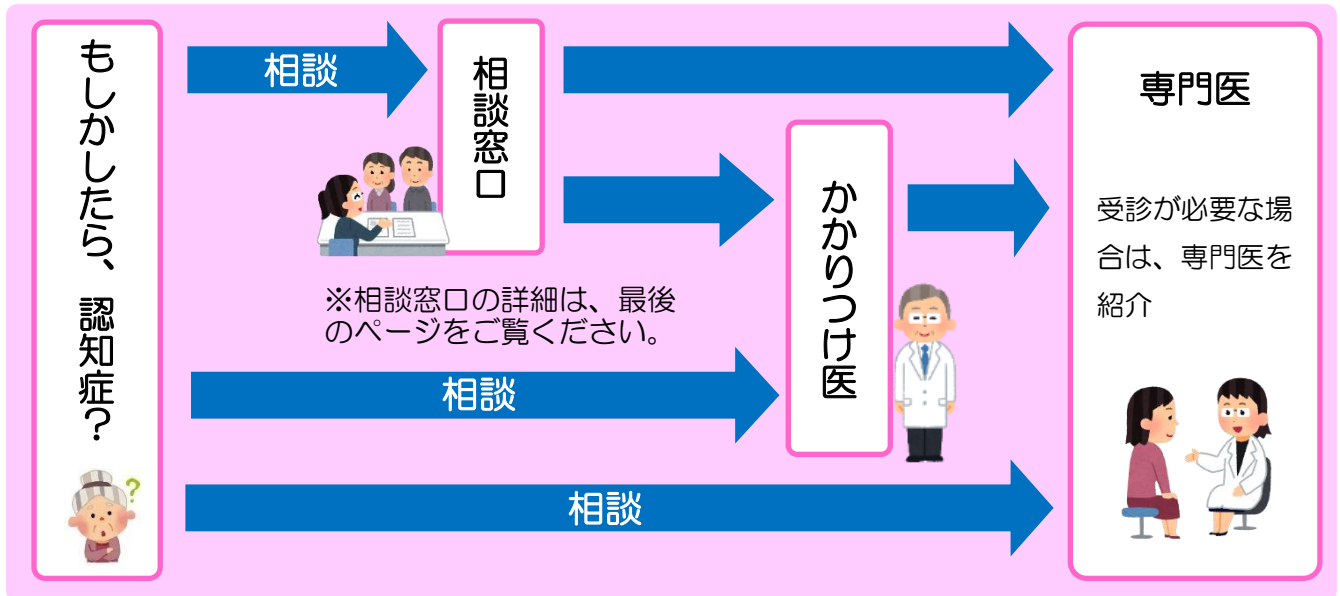 もしかしたら、認知症？
相談
相談窓口
※相談窓口の詳細は、最後
のページをご覧ください。
相談
かかりつけ医
相談
専門医
受診が必要な場
合は、専門医を
紹介
?